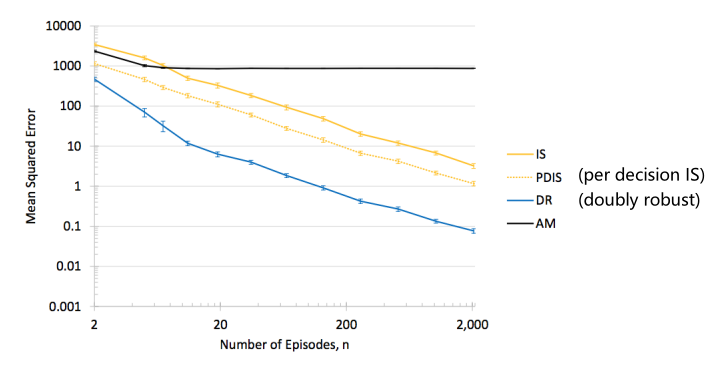 10000
1000
100
10
1
0.1
0.01
0.001
Mean Squared Error
2
20
200
2,000
Number of Episodes, n
IS
PDIS (per decision IS)
DR (doubly robust)
AM